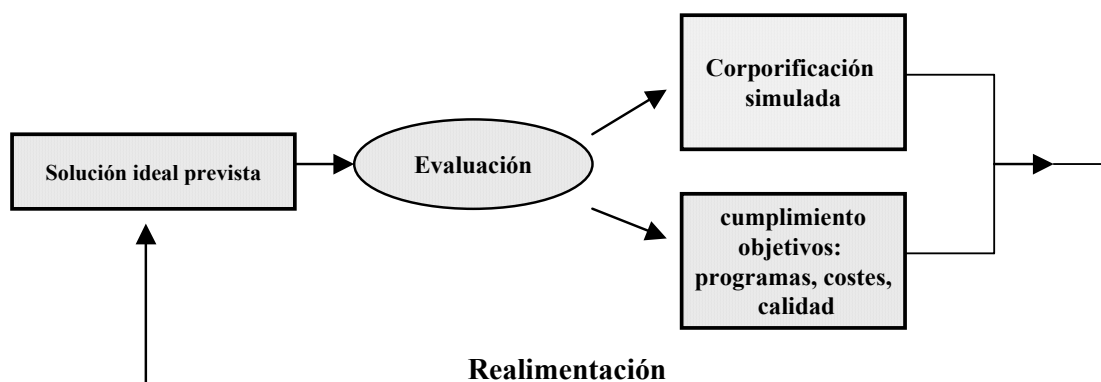 Solución ideal prevista
Evaluación
Corporificación
simulada
cumplimiento
objetivos:
programas, costes,
calidad
Realimentación